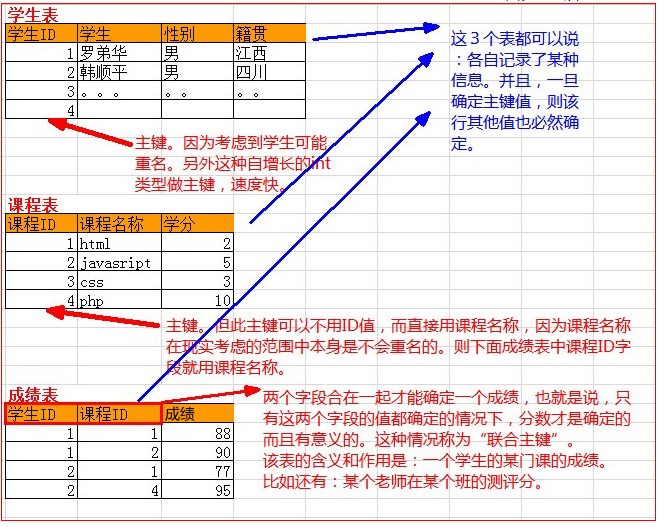 学生表
学生ID 学生 性别 籍贯
1 罗弟华 男 江西
2 韩顺平 男 四川
3 。。。 。。 。。
4
这３个表都可以说
：各自记录了某种
信息。并且，一旦
确定主键值，则该
行其他值也必然确
定。
主键。因为考虑到学生可能
重名。另外这种自增长的int
类型做主键，速度快。
课程表
课程ID 课程名称 学分
1 html 2
2 javasript 5
3 css 3
4 php 10
主键。但此主键可以不用ID值，而直接用课程名称，因为课程名称
在现实考虑的范围中本身是不会重名的。则下面成绩表中课程ID字
段就用课程名称。
成绩表
学生ID 课程ID 成绩
1 1 88
1 2 90
2 1 77
2 4 95
两个字段合在一起才能确定一个成绩，也就是说，只
有这两个字段的值都确定的情况下，分数才是确定的
而且有意义的。这种情况称为“联合主键”。
该表的含义和作用是：一个学生的某门课的成绩。
比如还有：某个老师在某个班的测评分。